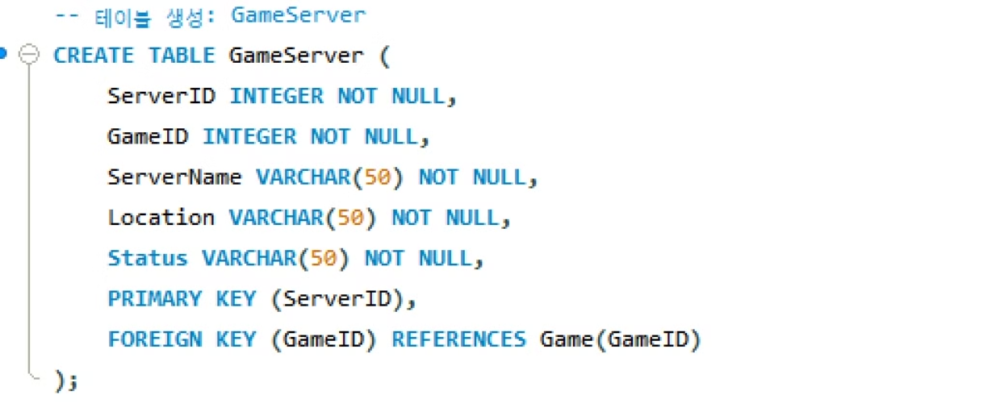 -- 테이블 생성: GameServer
CREATE TABLE GameServer (
    ServerID INTEGER NOT NULL,
    GameID INTEGER NOT NULL,
    ServerName VARCHAR(50) NOT NULL,
    Location VARCHAR(50) NOT NULL,
    Status VARCHAR(50) NOT NULL,
    PRIMARY KEY (ServerID),
    FOREIGN KEY (GameID) REFERENCES Game(GameID)
);